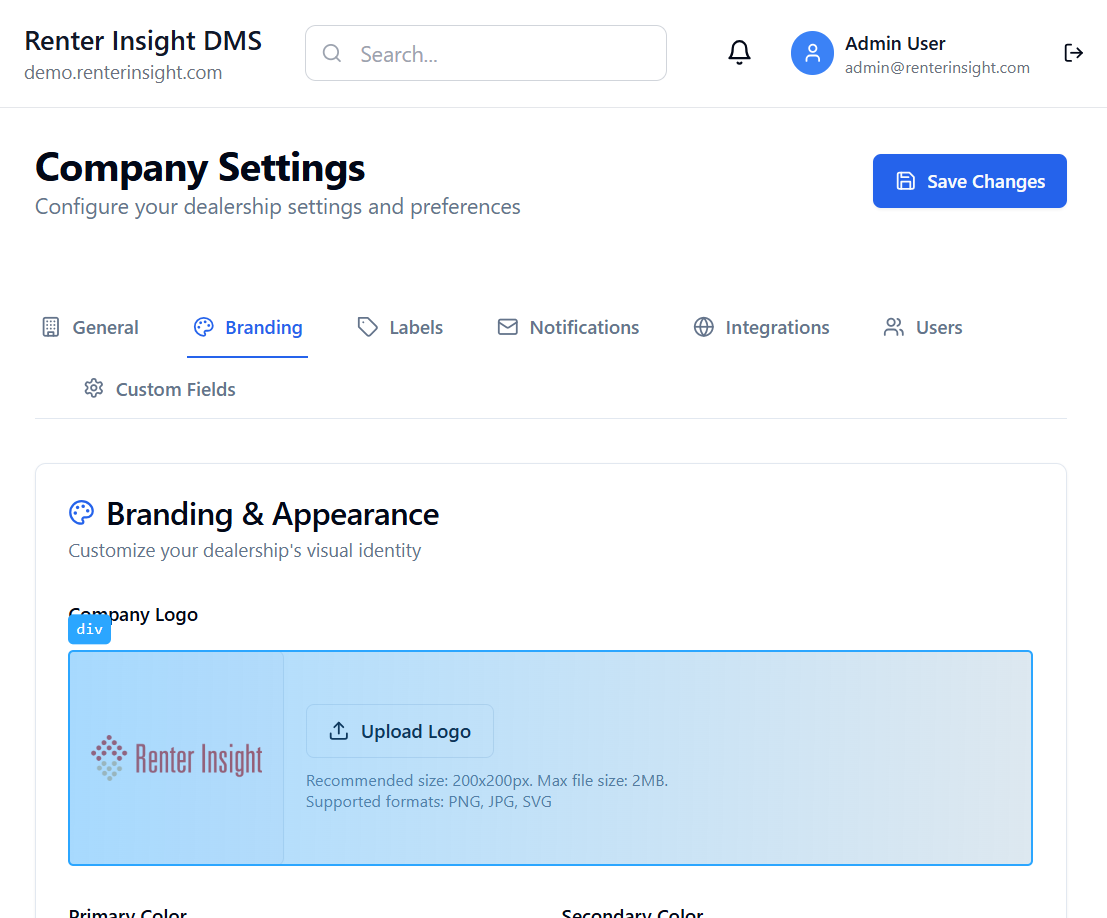 Renter Insight DMS
demo.renterinsight.com
Search...
Admin User
admin@renterinsight.com
Company Settings
Configure your dealership settings and preferences
Save Changes
General
Branding
Labels
Notifications
Integrations
Users
Custom Fields
Branding & Appearance
Customize your dealership's visual identity
Company Logo
div
Renter Insight
Upload Logo
Recommended size: 200x200px. Max file size: 2MB.
Supported formats: PNG, JPG, SVG
Primary Color
Secondary Color